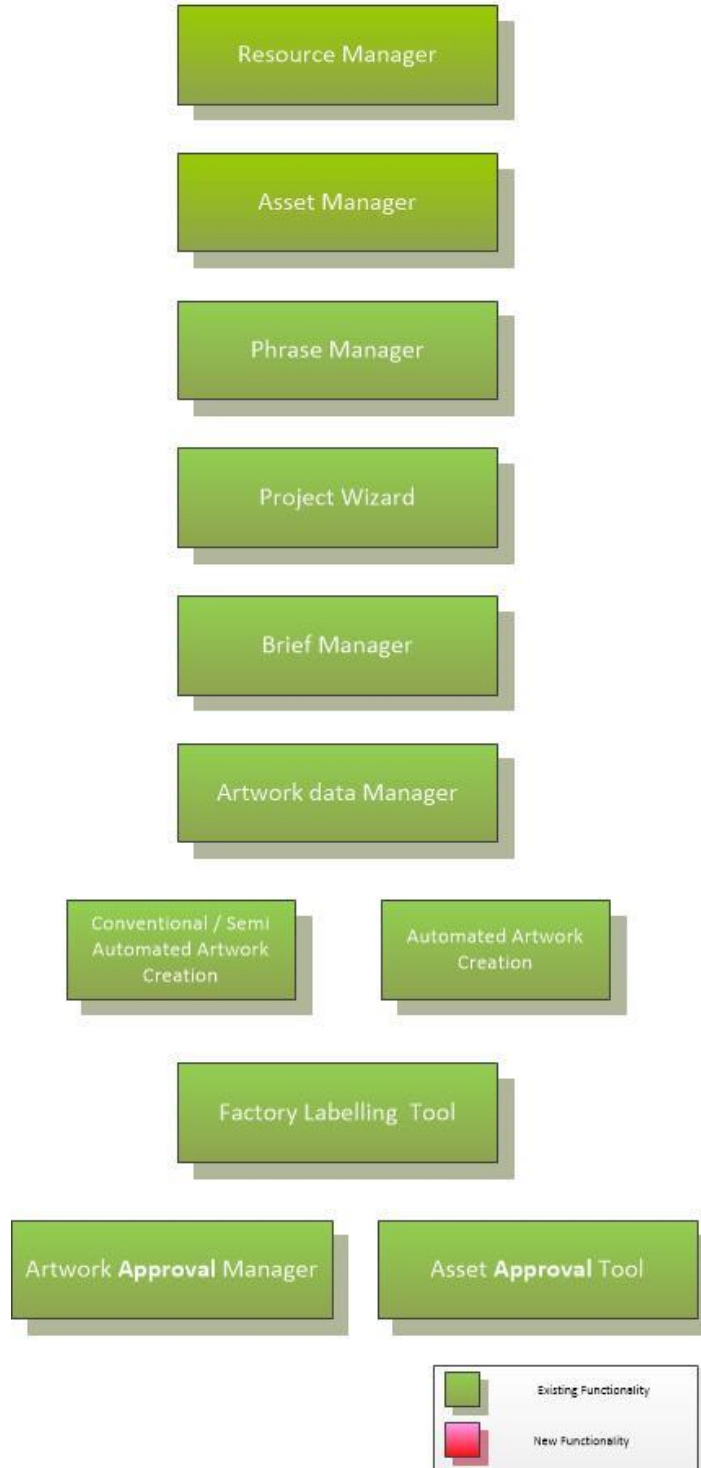 Resource Manager
Asset Manager
Phrase Manager
Project Wizard
Brief Manager
Artwork data Manager
Conventional / Semi
Automated Artwork
Creation
Automated Artwork
Creation
Factory Labelling Tool
Artwork Approval Manager
Asset Approval Tool
Existing Functionality
New Functionality